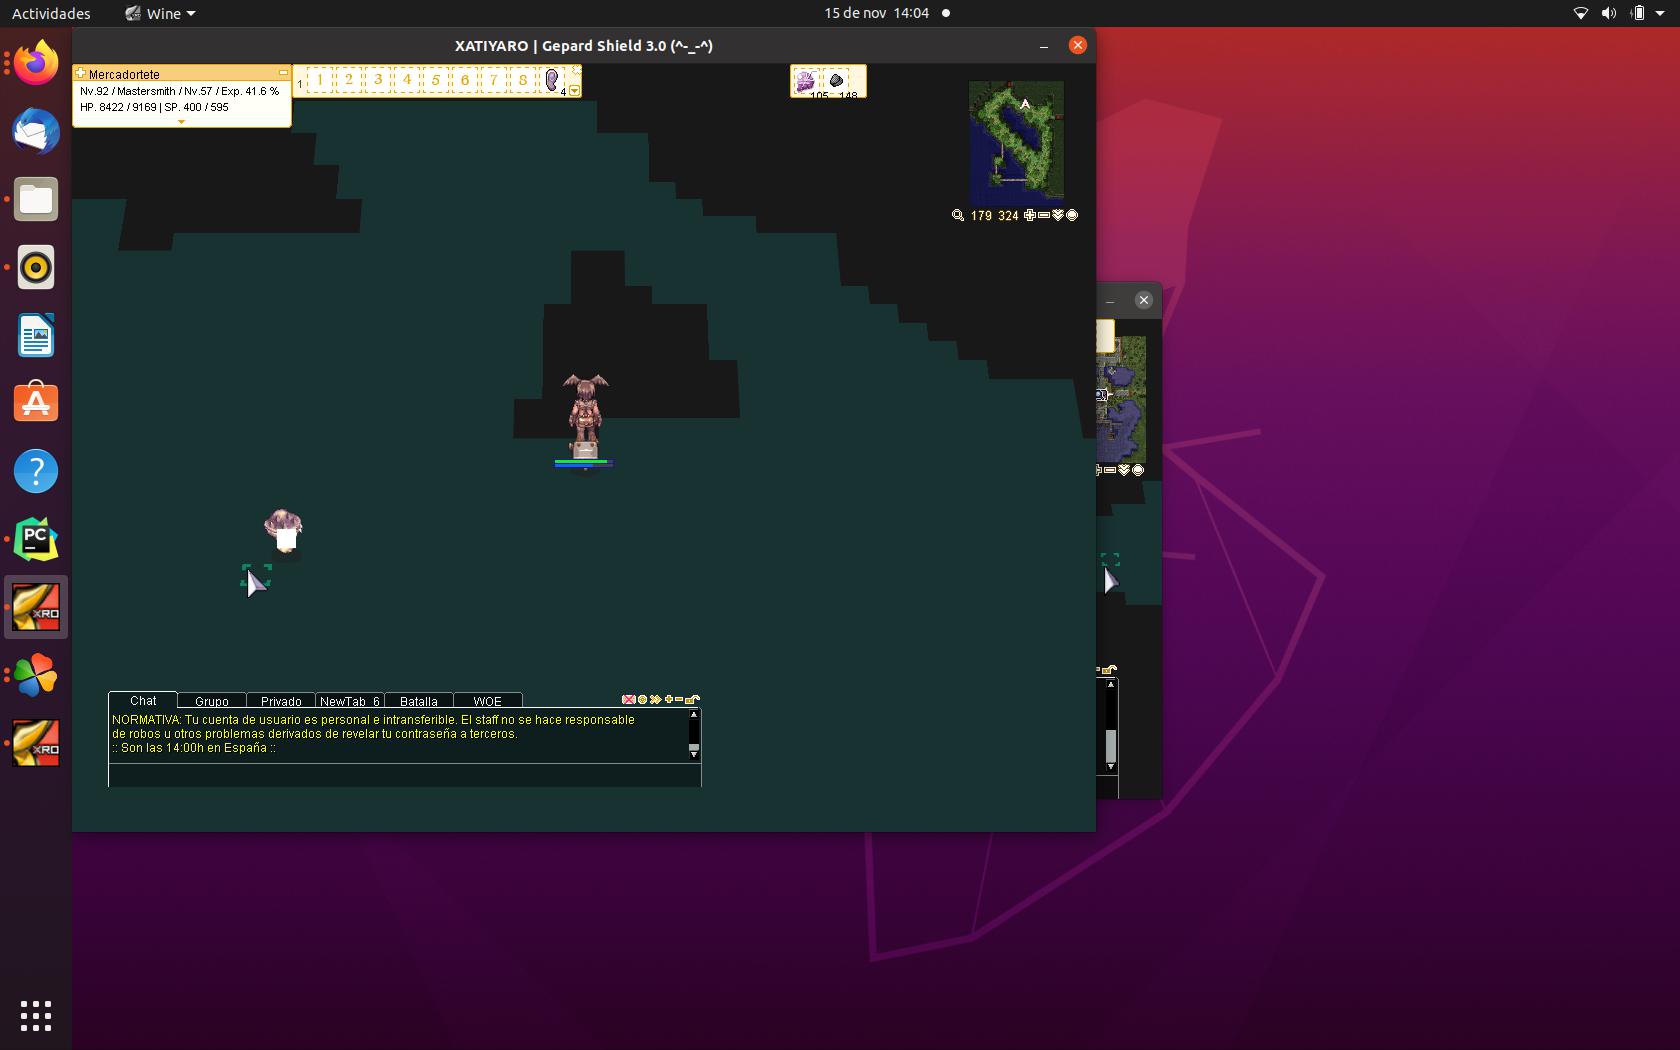 Actividades
Wine
15 de nov 14:04
XATIYARO | Gepard Shield 3.0 (^-_-^)
Mercadortete
Nv.92 / Mastersmith / Nv.57 / Exp. 41.6 %
HP. 8422 / 9169 | SP. 400 / 595
1 1 2 3 4 5 6 7 8 4
105 148
179 324
PC
XRO
XRO
Chat Grupo Privado NewTab_6 Batalla WOE
NORMATIVA: Tu cuenta de usuario es personal e intransferible. El staff no se hace responsable
de robos u otros problemas derivados de revelar tu contraseña a terceros.
:: Son las 14:00h en España ::